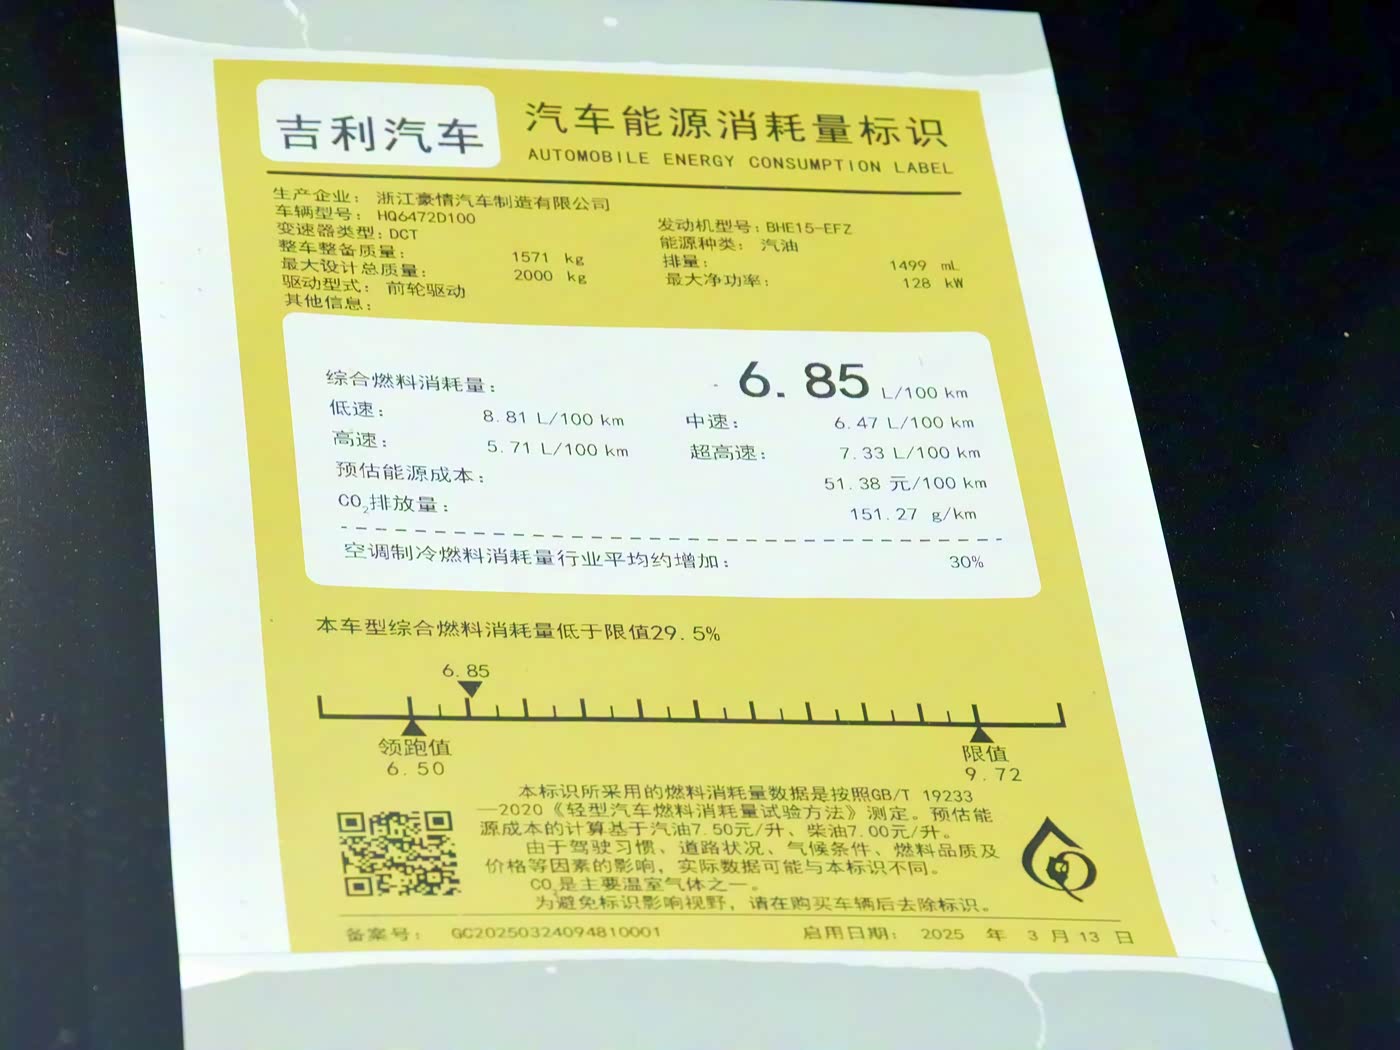 吉利汽车
汽车能源消耗量标识
AUTOMOBILE ENERGY CONSUMPTION LABEL
生产企业: 浙江豪情汽车制造有限公司
车辆型号: HQ6472D100
发动机型号: BHE15-EFZ
变速器类型: DCT
能源种类: 汽油
整车整备质量: 1571 kg
排量: 1499 mL
最大设计总质量: 2000 kg
最大净功率: 128 kW
驱动型式: 前轮驱动
其他信息:
综合燃料消耗量: 6.85 L/100 km
低速: 8.81 L/100 km 中速: 6.47 L/100 km
高速: 5.71 L/100 km 超高速: 7.33 L/100 km
预估能源成本: 51.38 元/100 km
CO₂排放量: 151.27 g/km
空调制冷燃料消耗量行业平均约增加: 30%
本车型综合燃料消耗量低于限值29.5%
6.85
领跑值 限值
6.50 9.72
本标识所采用的燃料消耗量数据是按照GB/T 19233
—2020《轻型汽车燃料消耗量试验方法》测定。预估能
源成本的计算基于汽油7.50元/升、柴油7.00元/升。
由于驾驶习惯、道路状况、气候条件、燃料品质及
价格等因素的影响，实际数据可能与本标识不同。
CO₂是主要温室气体之一。
为避免标识影响视野，请在购买车辆后去除标识。
备案号: GC20250324094810001 启用日期: 2025 年 3 月 13 日